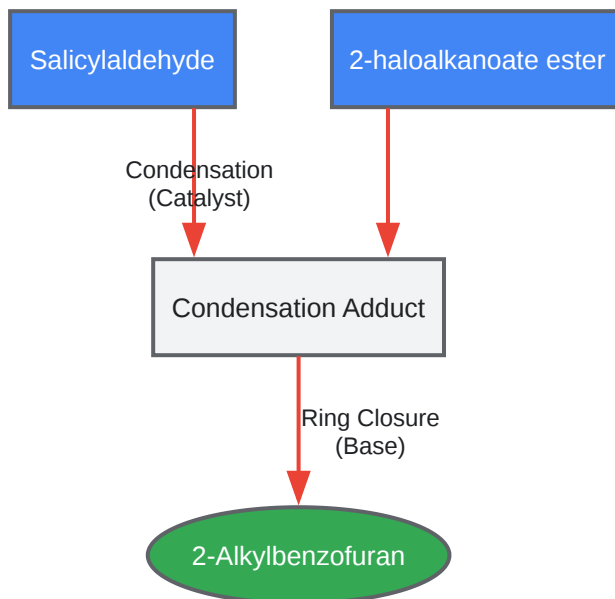 Salicylaldehyde
2-haloalkanoate ester
Condensation
(Catalyst)
Condensation Adduct
Ring Closure
(Base)
2-Alkylbenzofuran